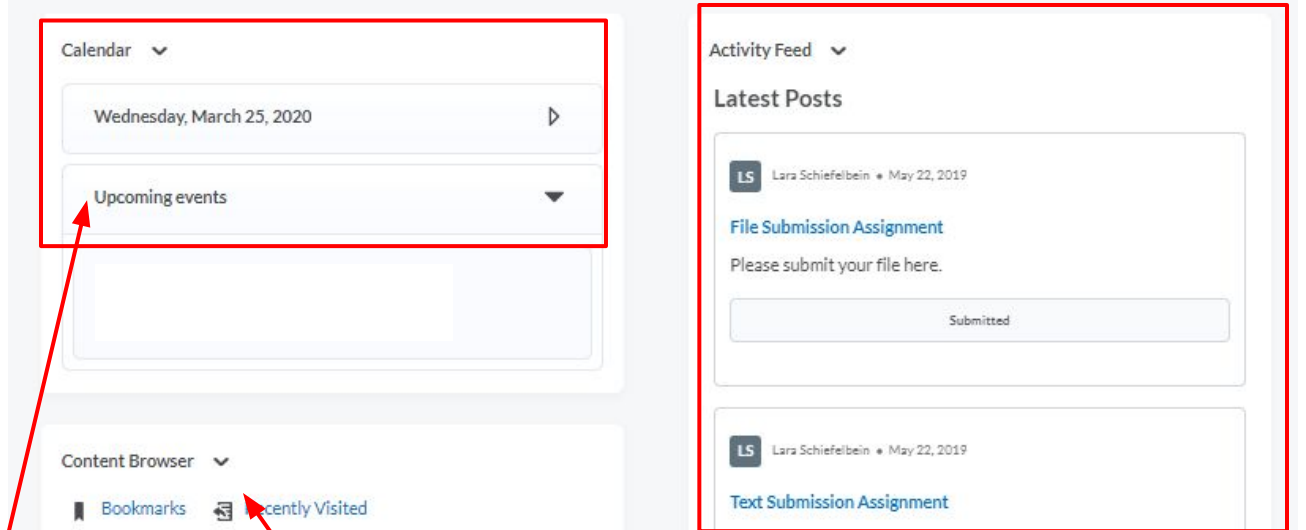 Calendar
Wednesday, March 25, 2020
Upcoming events
Content Browser
Bookmarks Recently Visited
Activity Feed
Latest Posts
LS Lara Schiefelbein • May 22, 2019
File Submission Assignment
Please submit your file here.
Submitted
LS Lara Schiefelbein • May 22, 2019
Text Submission Assignment